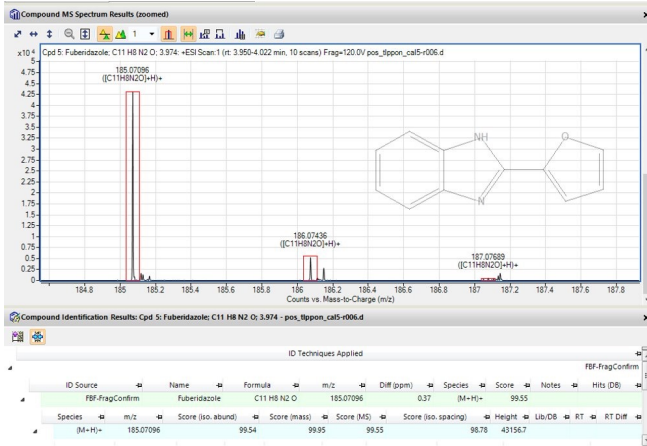 Compound MS Spectrum Results (zoomed)
1
x10 4 Cpd 5: Fuberidazole; C11 H8 N2 O; 3.974: +ESI Scan:1 (rt: 3.950-4.022 min, 10 scans) Frag=120.0V pos_tlppon_cal5-r006.d
5
4.75
4.5
4.25
4
3.75
3.5
3.25
3
2.75
2.5
2.25
2
1.75
1.5
1.25
1
0.75
0.5
0.25
0
185.07096
([C11H8N2O]+H)+
NH
O
N
186.07436
([C11H8N2O]+H)+
187.07689
([C11H8N2O]+H)+
184.8 185 185.2 185.4 185.6 185.8 186 186.2 186.4 186.6 186.8 187 187.2 187.4 187.6 187.8
Counts vs. Mass-to-Charge (m/z)
Compound Identification Results: Cpd 5: Fuberidazole; C11 H8 N2 O; 3.974 - pos_tlppon_cal5-r006.d
ID Techniques Applied
FBF-FragConfirm
ID Source Name Formula m/z Diff (ppm) Species Score Notes Hits (DB)
FBF-FragConfirm Fuberidazole C11 H8 N2 O 0.37 (M+H)+ 99.55
Species m/z Score (iso. abund) Score (mass) Score (MS) Score (iso. spacing) Height Lib/DB RT RT Diff
(M+H)+ 185.07096 99.54 99.95 99.55 98.78 43156.7